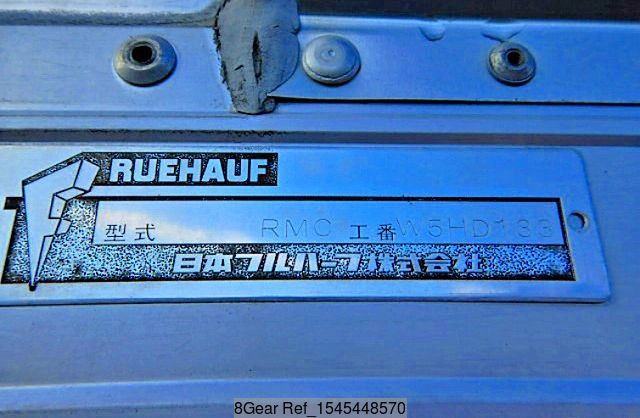 FRUEHAUF
型式 RMC 工番 W5HD133
日本フルハーフ株式会社
8Gear Ref_1545448570